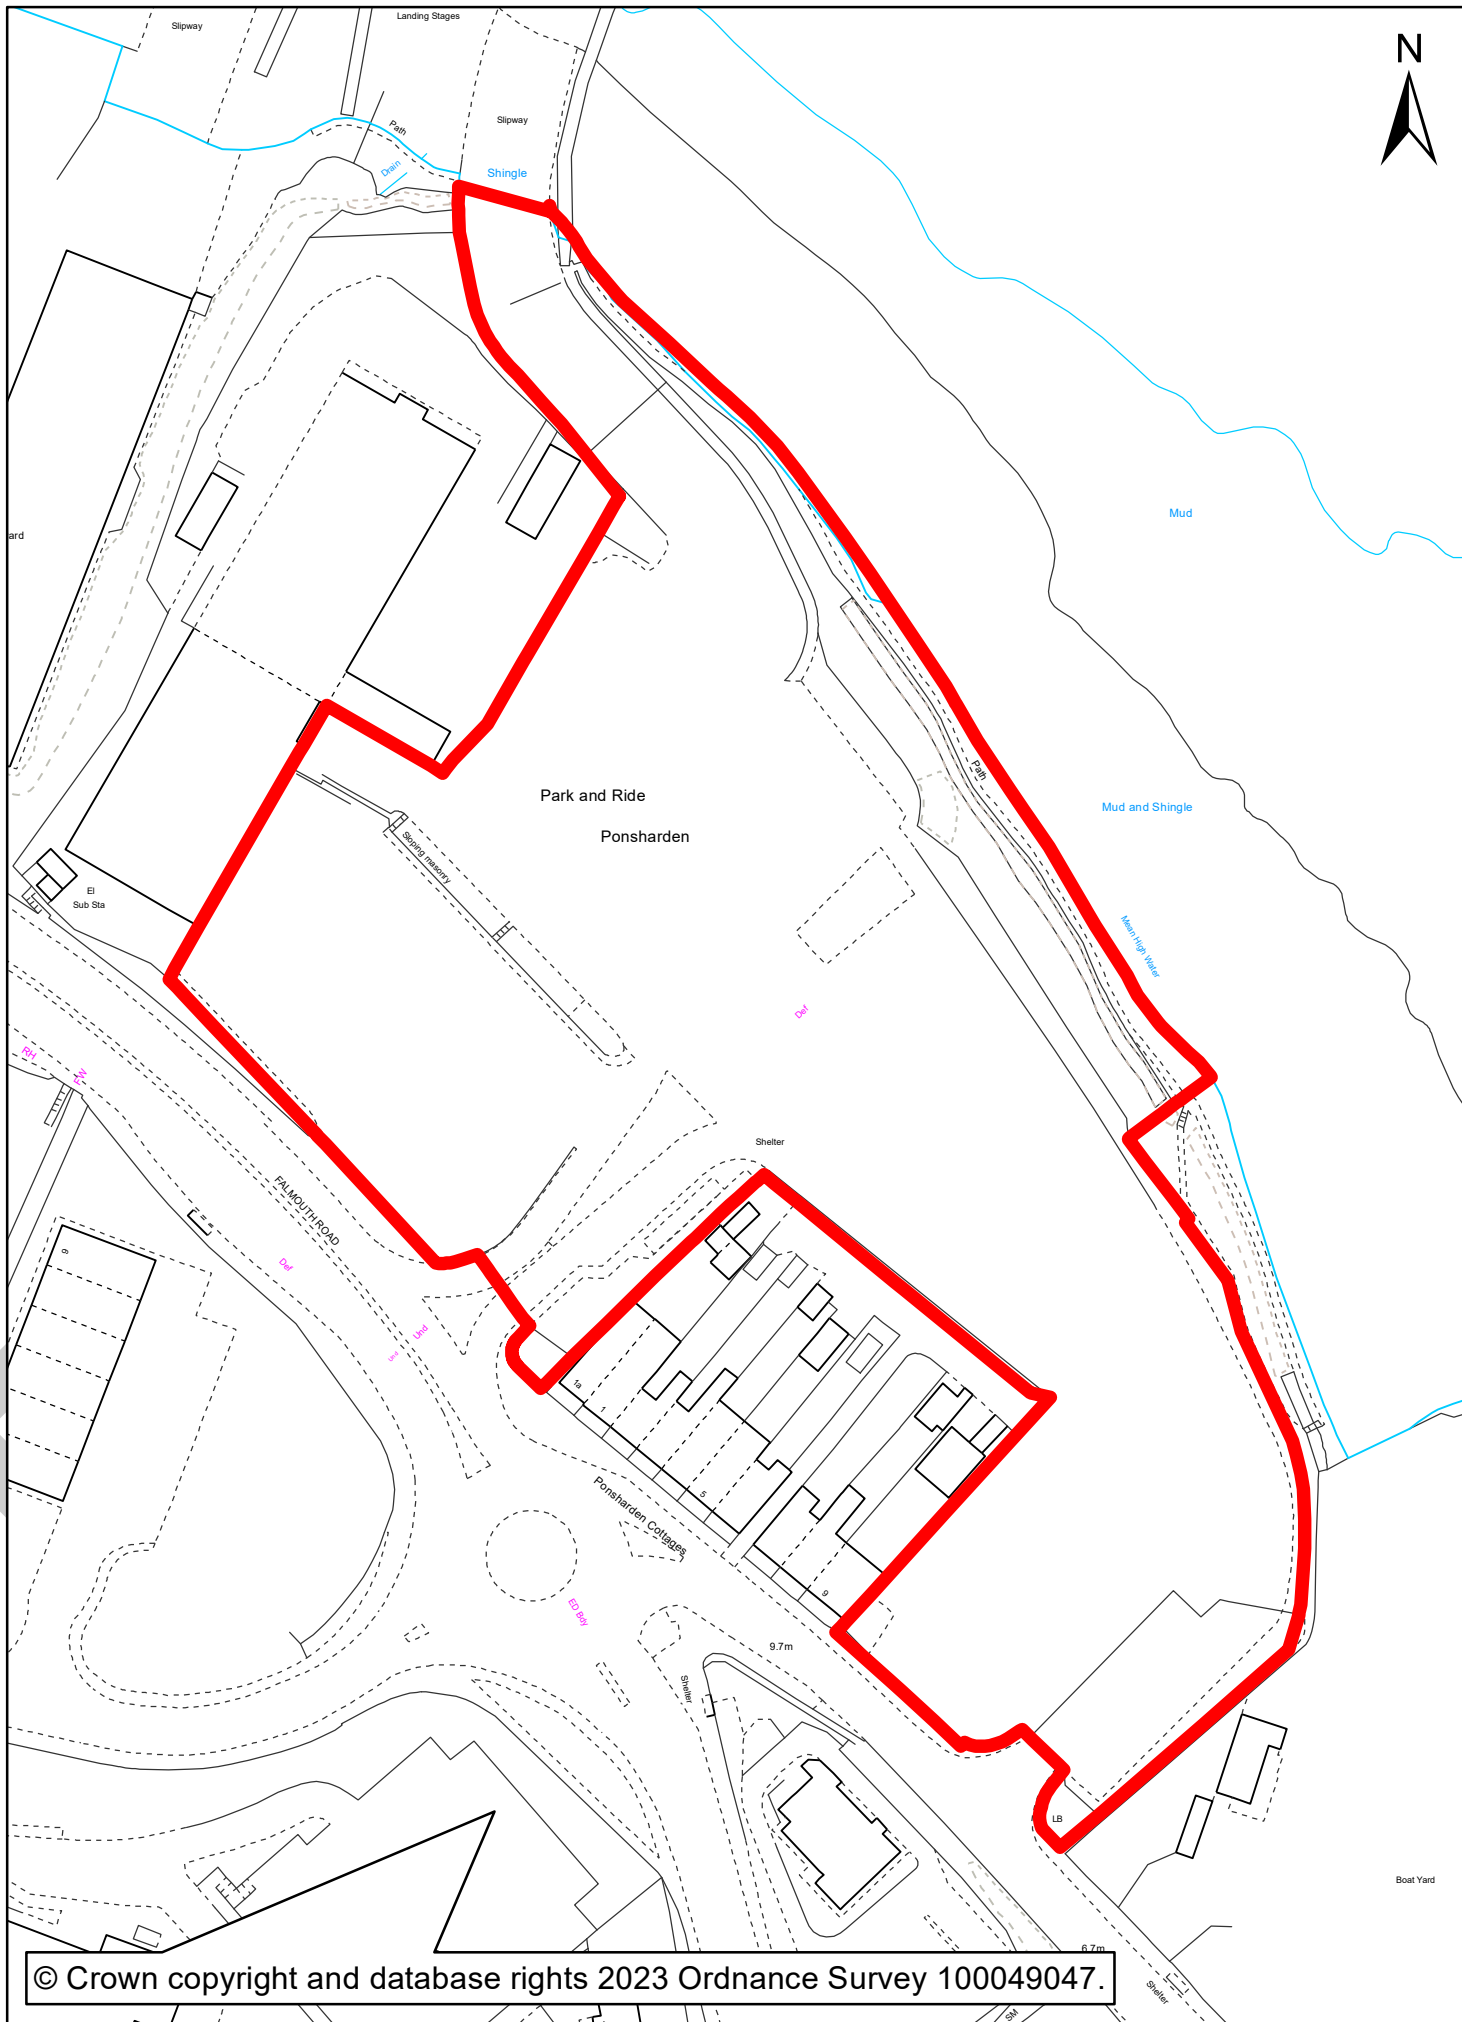 Landing Stages
Slipway
N
Path
Slipway
Drain
Shingle
Mud
ard
Park and Ride
Mud and Shingle
Ponsharden
Sloping masonry
El
Sub Sta
Mean High Water
Path
Def
RH
FW
Shelter
FALMOUTH ROAD
9
Def
Und
Und
1a
1
5
Ponsharden Cottages
9
ED Bdy
9.7m
Shelter
LB
Boat Yard
6.7m
Shelter
SM
© Crown copyright and database rights 2023 Ordnance Survey 100049047.